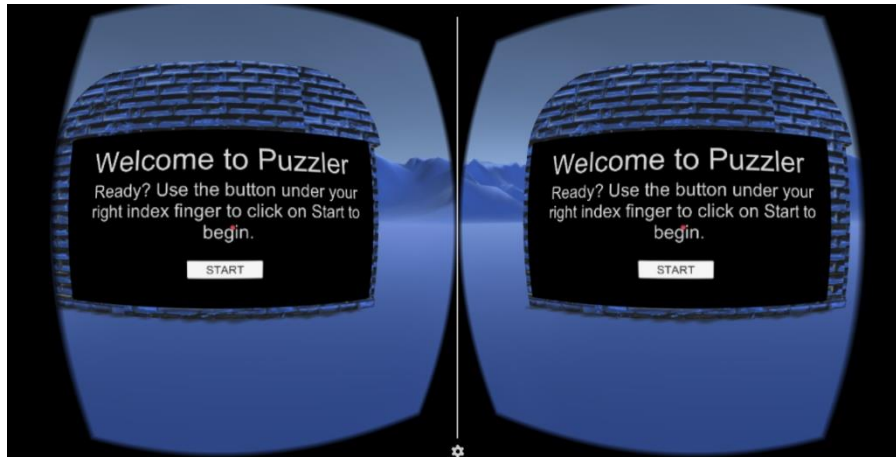 Welcome to Puzzler
Ready? Use the button under your
right index finger to click on Start to
begin.
START
Welcome to Puzzler
Ready? Use the button under your
right index finger to click on Start to
begin.
START